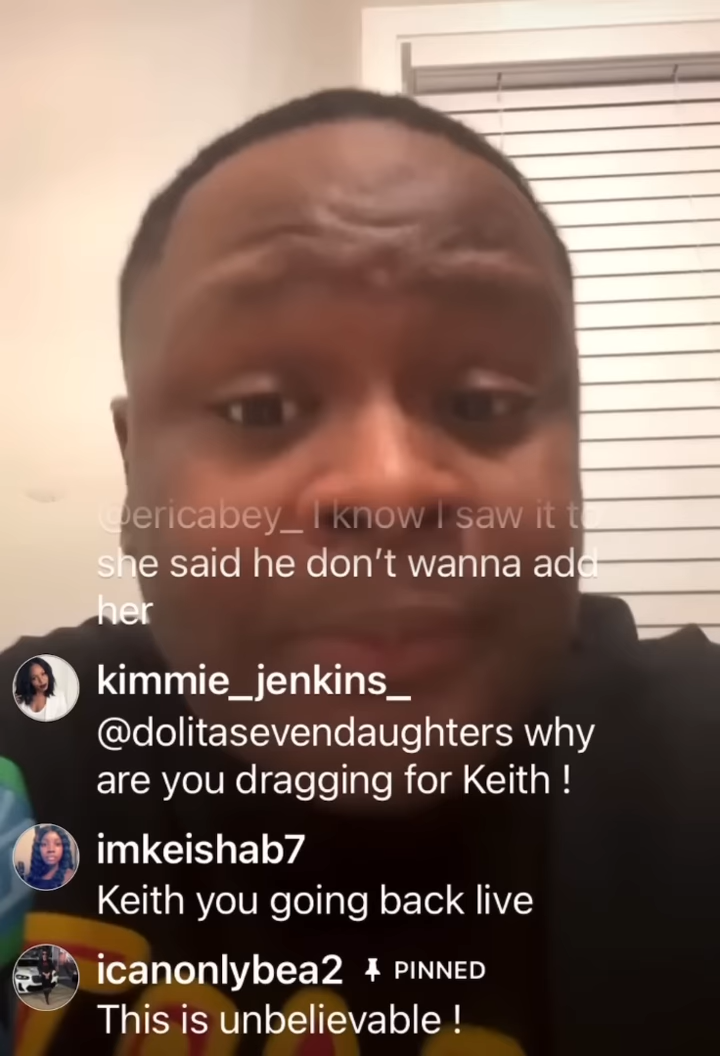 @ericabey_ I know I saw it to
she said he don't wanna add
her
kimmie_jenkins_
@dolitasevendaughters why
are you dragging for Keith !
imkeishab7
Keith you going back live
icanonlybea2 PINNED
This is unbelievable !